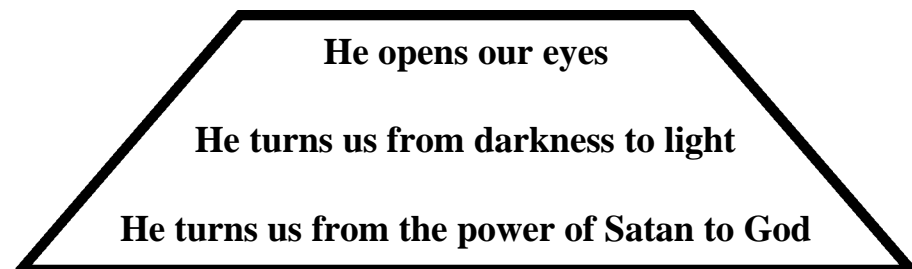 He opens our eyes
He turns us from darkness to light
He turns us from the power of Satan to God